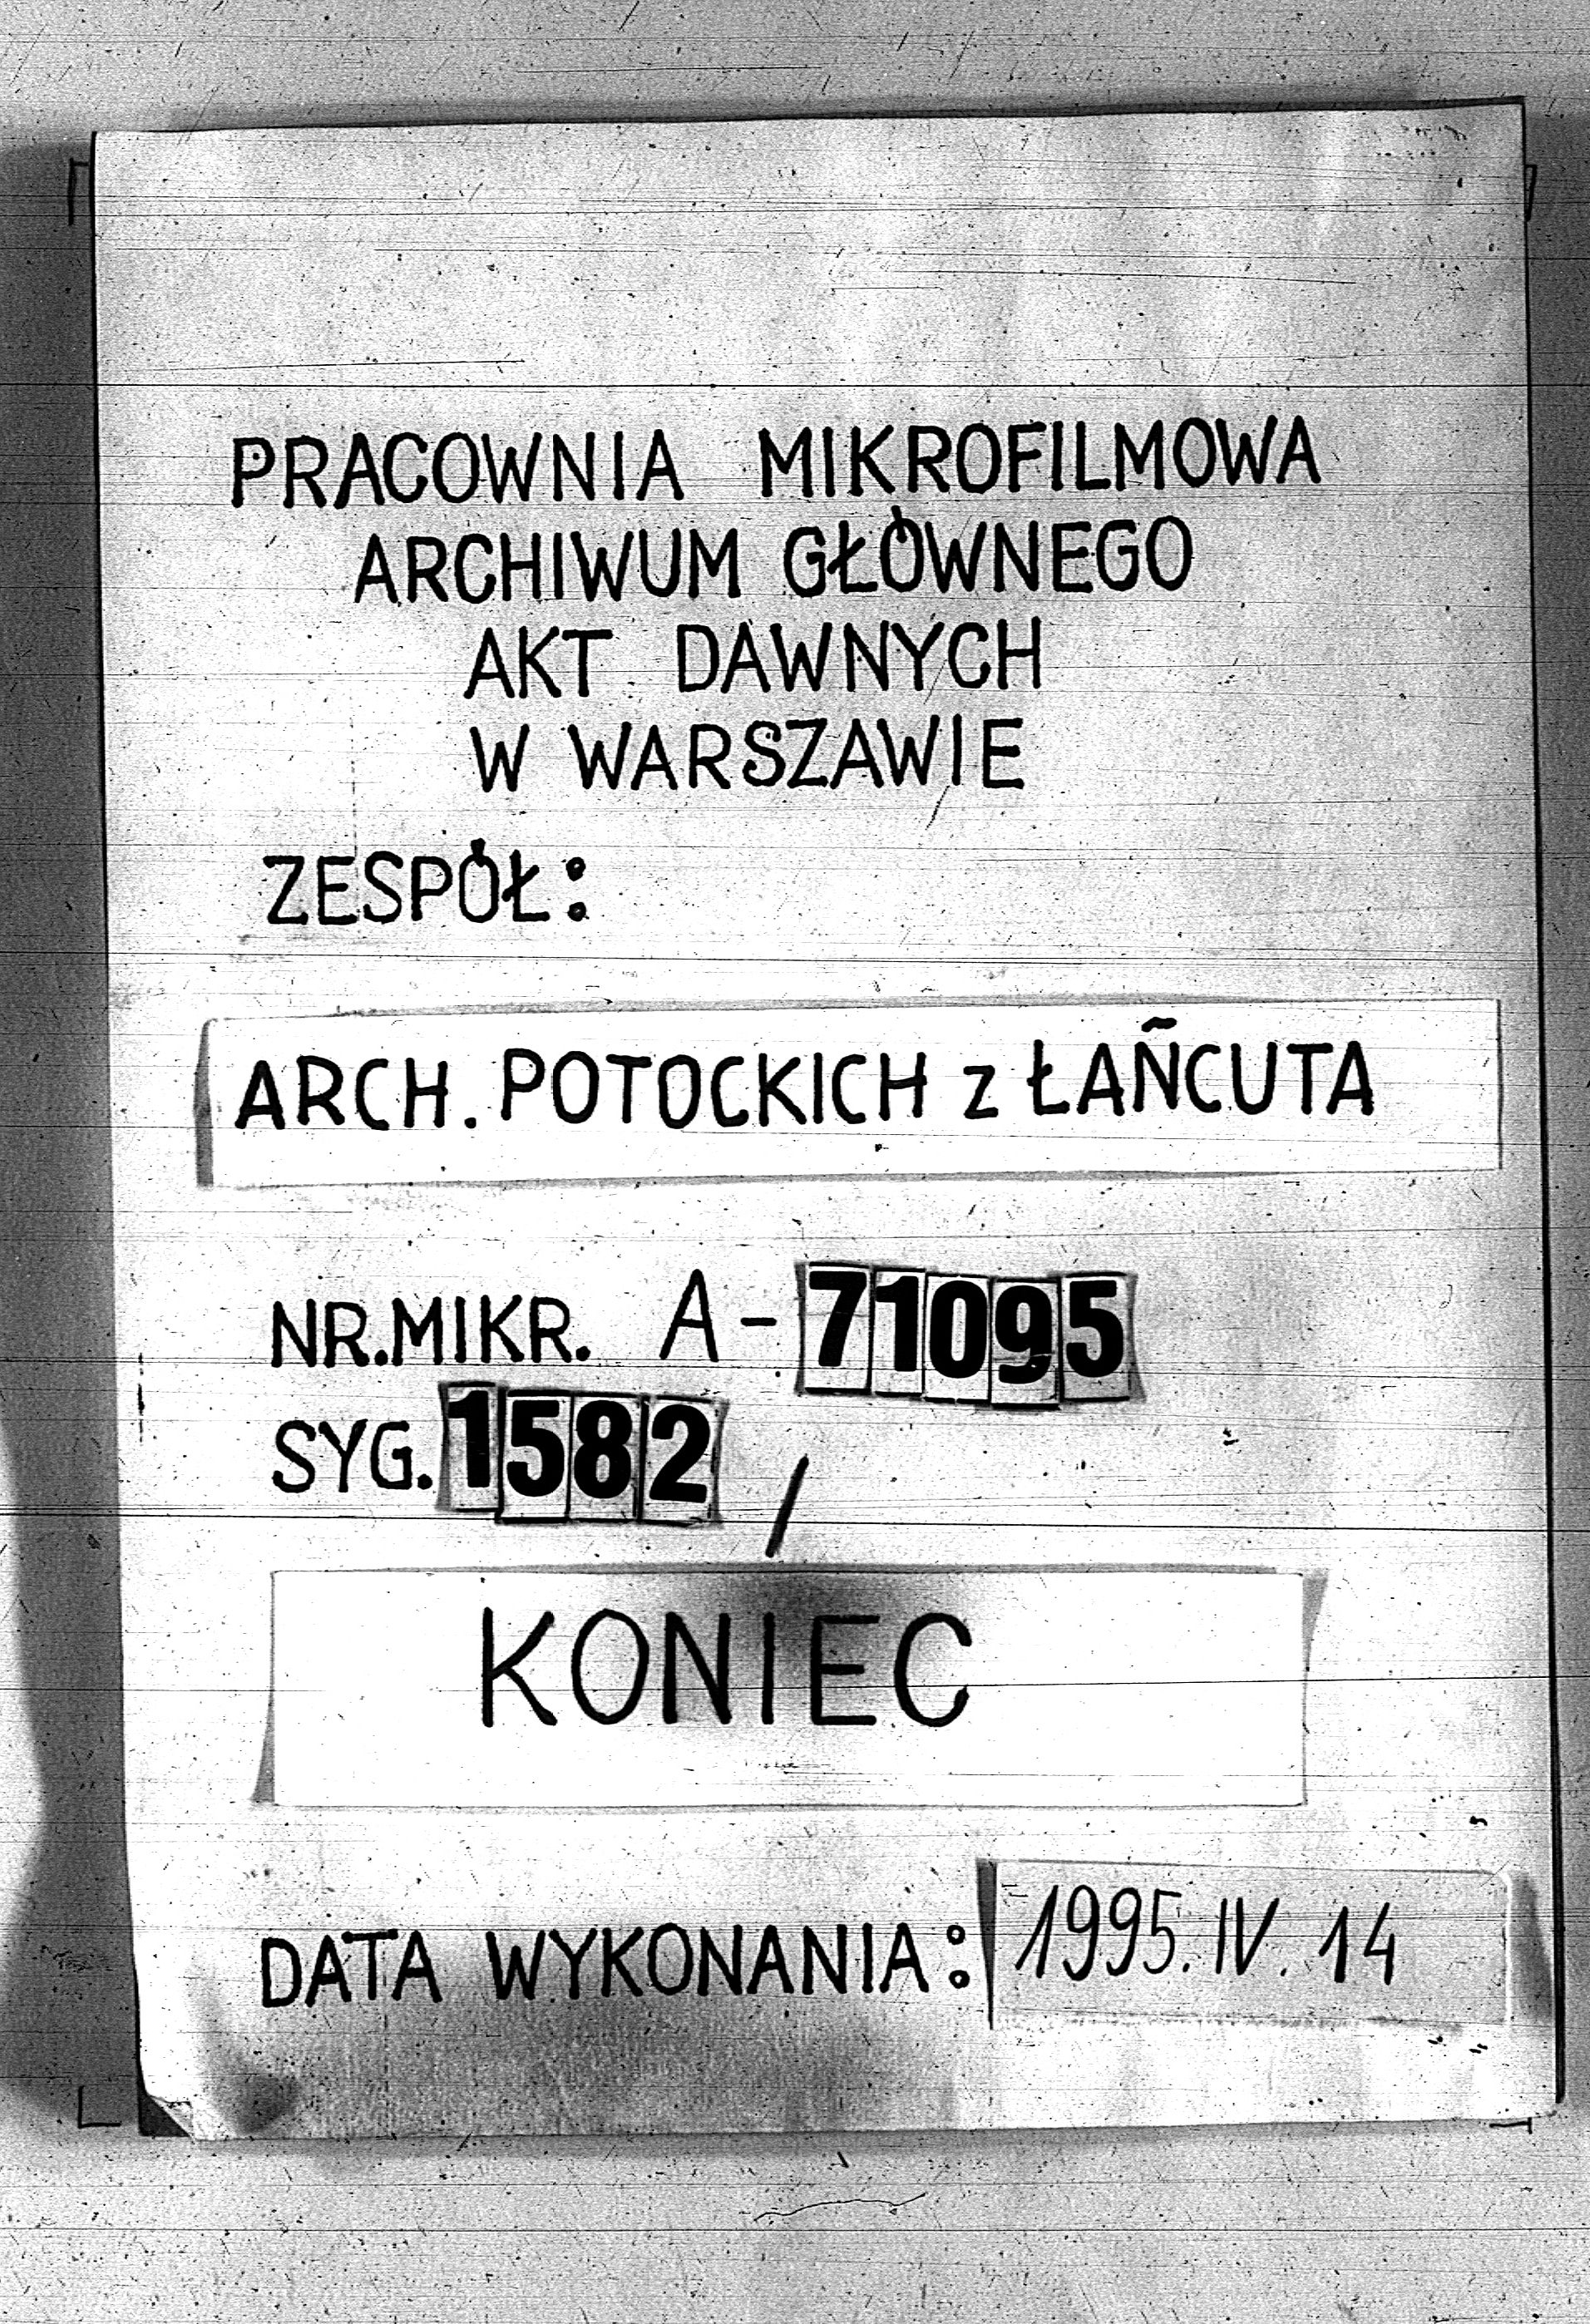 PRACOWNIA MIKROFILMOWA
ARCHIWUM GŁÓWNEGO
AKT DAWNYCH
W WARSZAWIE
ZESPÓŁ:
ARCH. POTOCKICH z ŁAÑCUTA
NR.MIKR. A-71095
SYG. 1582 /
KONIEC
DATA WYKONANIA: 1995.IV.14